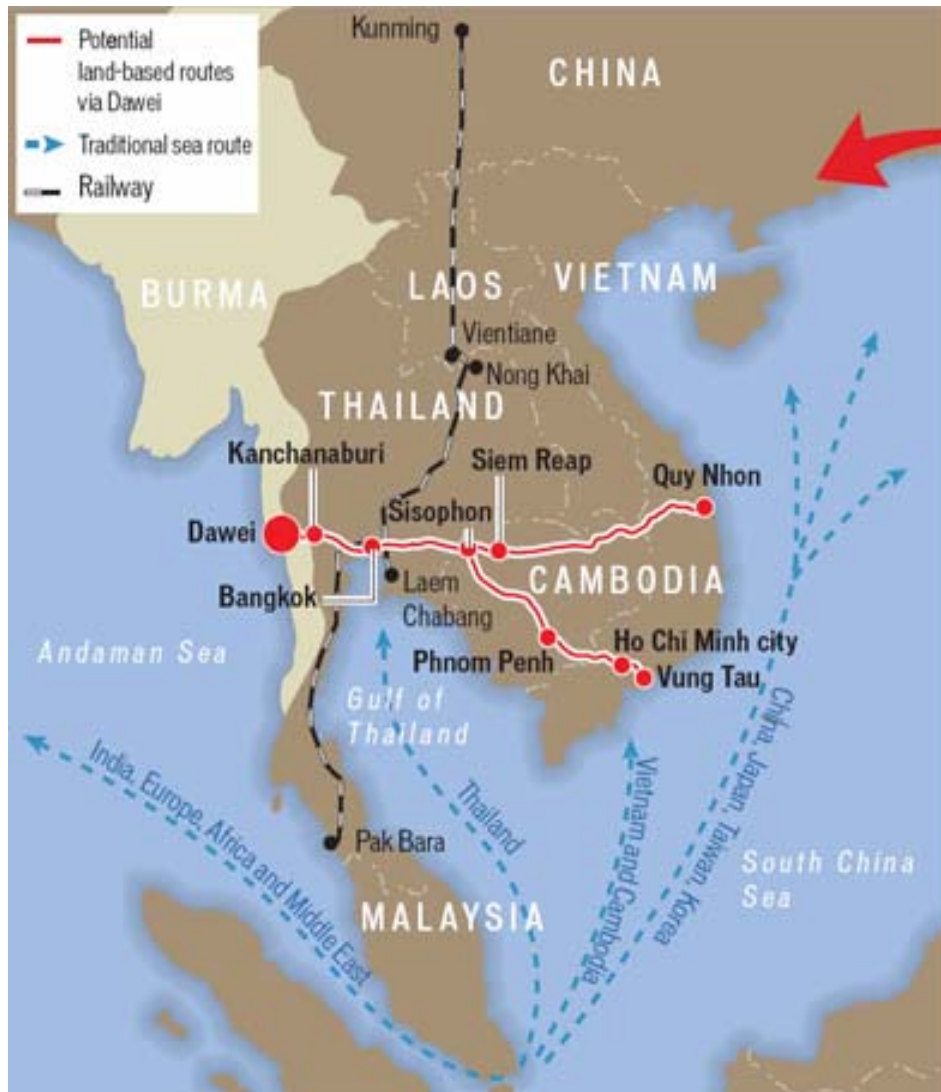 Potential
land-based routes
via Dawei
Traditional sea route
Railway
Kunming
CHINA
BURMA
LAOS
VIETNAM
Vientiane
Nong Khai
THAILAND
Kanchanaburi
Siem Reap
Quy Nhon
Sisophon
Dawei
Bangkok
Laem
Chabang
CAMBODIA
Andaman Sea
Phnom Penh
Ho Chi Minh city
Vung Tau
Gulf of
Thailand
India, Europe, Africa and Middle East
Thailand
Vietnam and Cambodia
China, Japan, Taiwan, Korea
Pak Bara
South China
Sea
MALAYSIA